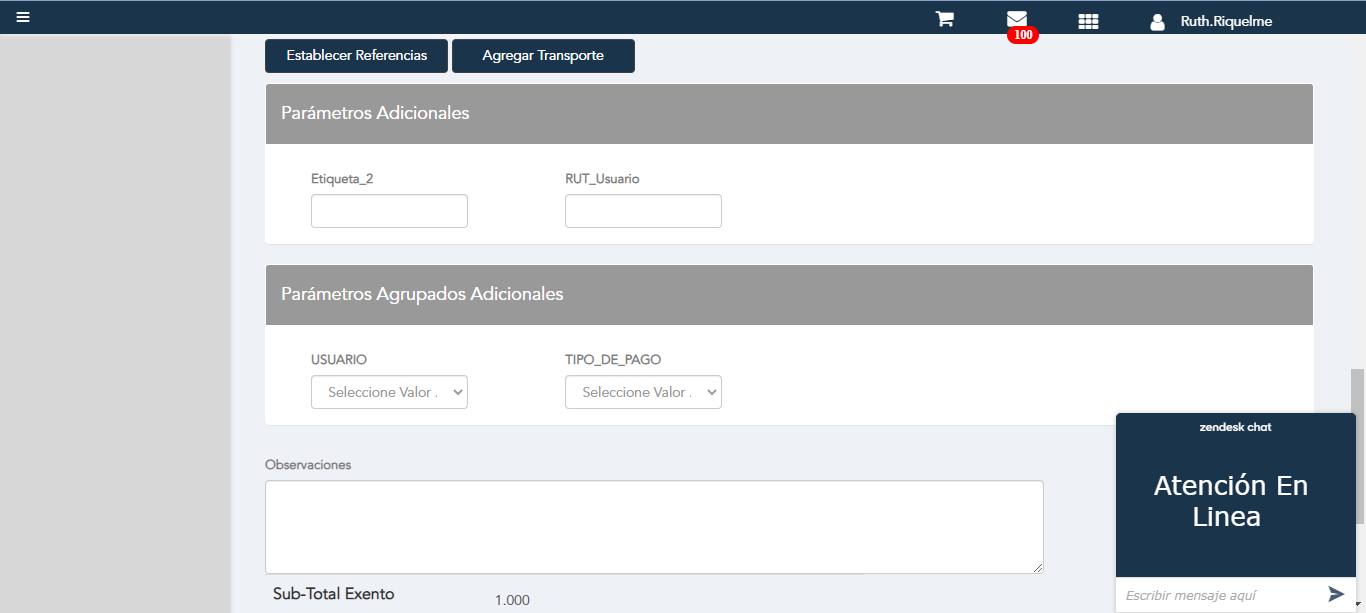 Ruth.Riquelme
100
Establecer Referencias
Agregar Transporte
Parámetros Adicionales
Etiqueta_2
RUT_Usuario
Parámetros Agrupados Adicionales
USUARIO
TIPO_DE_PAGO
Seleccione Valor .
Seleccione Valor .
Observaciones
Sub-Total Exento
1.000
zendesk chat
Atención En
Linea
Escribir mensaje aquí